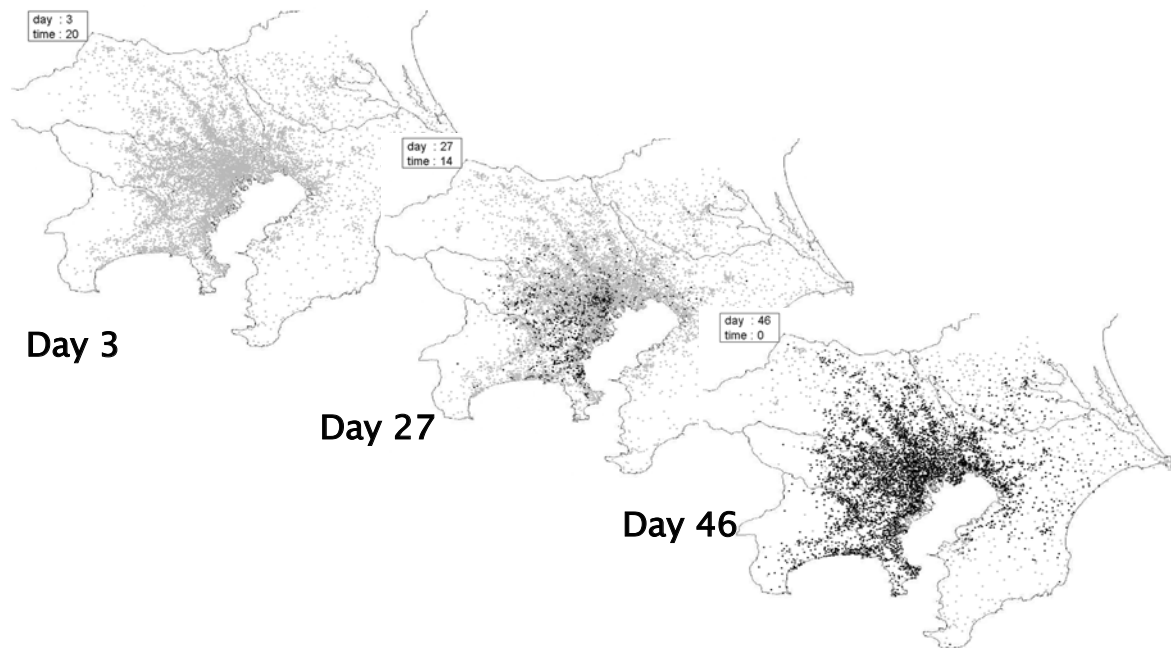 day : 3
time : 20
Day 3
day : 27
time : 14
Day 27
day : 46
time : 0
Day 46